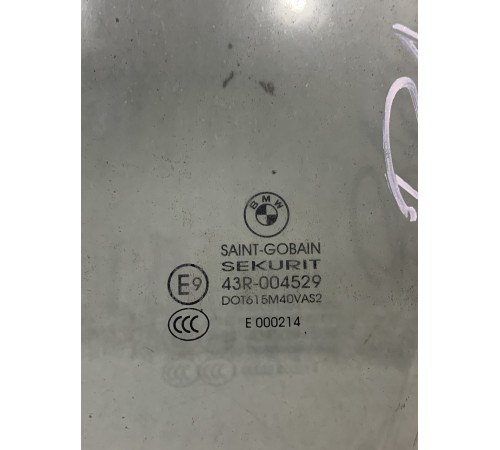 BMW
SAINT-GOBAIN
SEKURIT
E9 43R-004529
DOT615M40VAS2
CCC E 000214